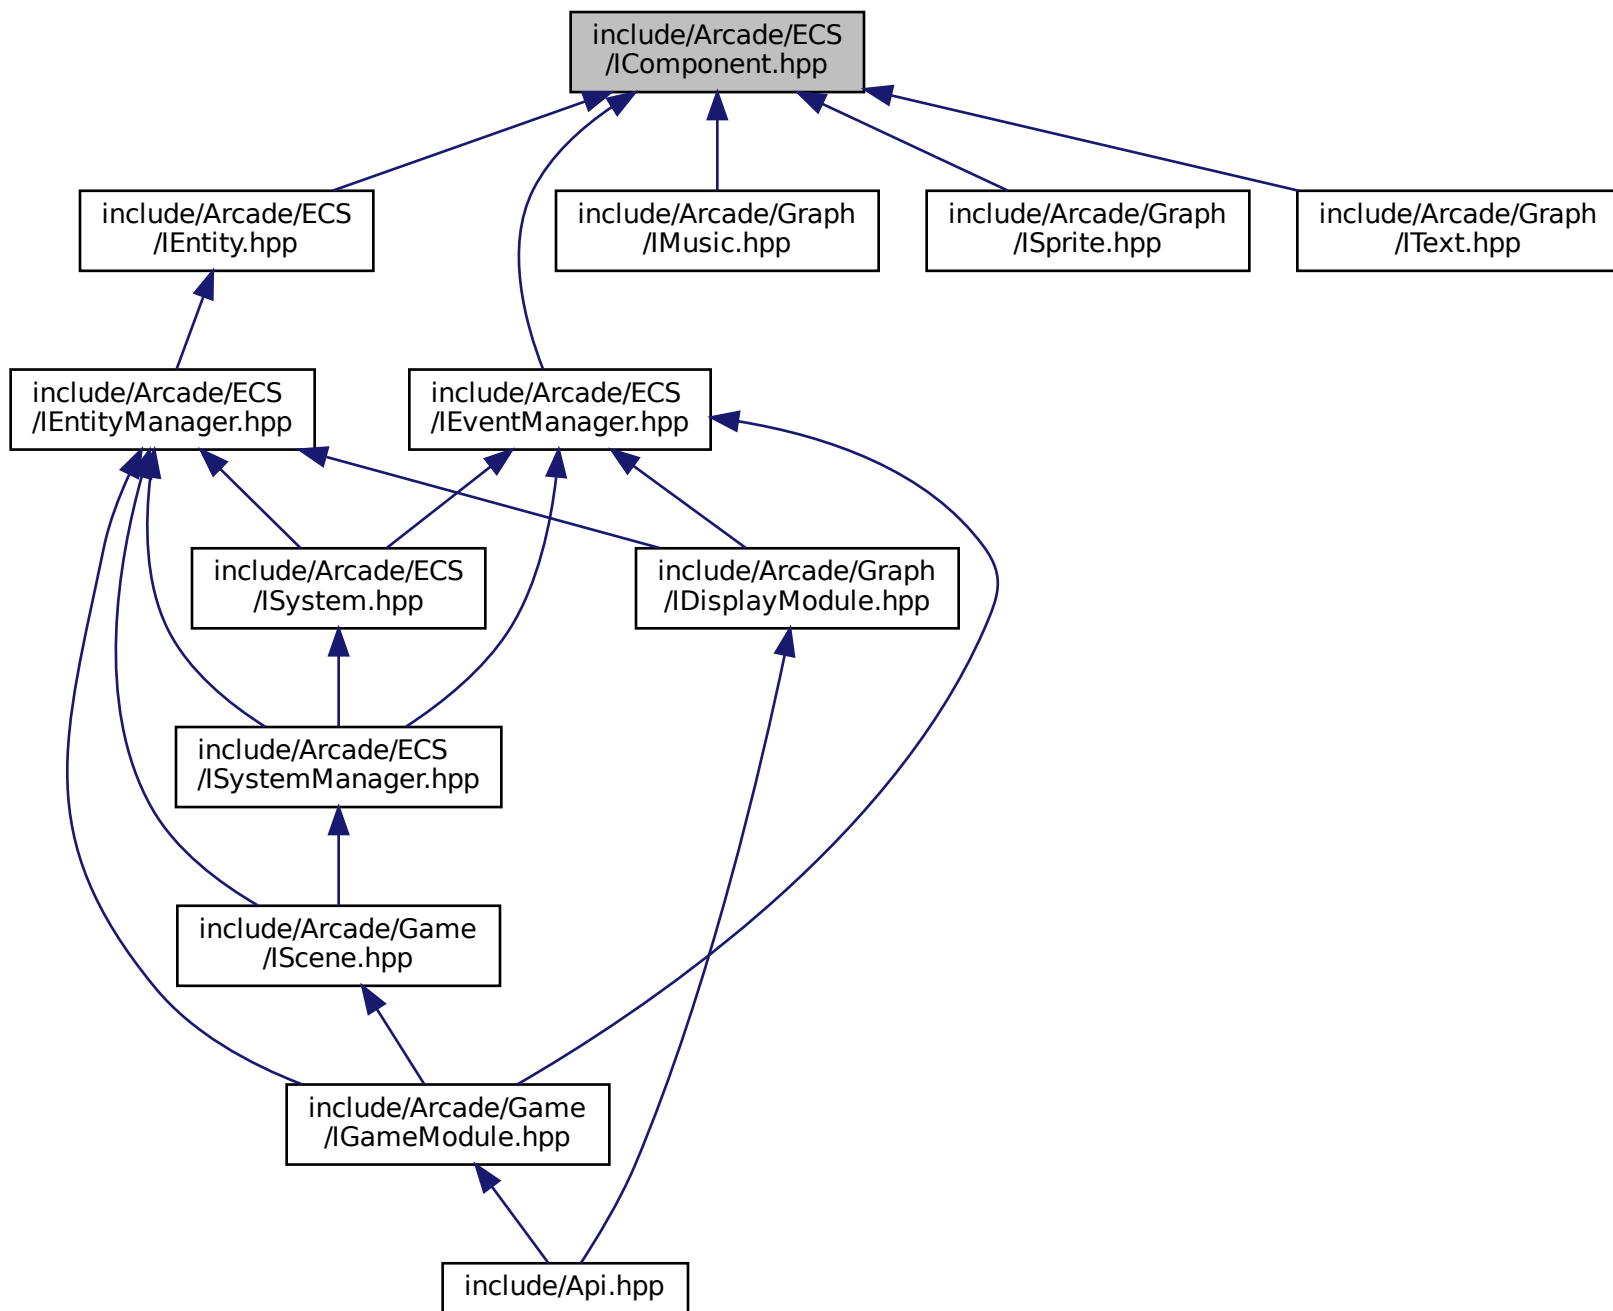 include/Arcade/ECS
/IComponent.hpp
include/Arcade/ECS
/IEntity.hpp
include/Arcade/Graph
/IMusic.hpp
include/Arcade/Graph
/ISprite.hpp
include/Arcade/Graph
/IText.hpp
include/Arcade/ECS
/IEntityManager.hpp
include/Arcade/ECS
/IEventManager.hpp
include/Arcade/ECS
/ISystem.hpp
include/Arcade/Graph
/IDisplayModule.hpp
include/Arcade/ECS
/ISystemManager.hpp
include/Arcade/Game
/IScene.hpp
include/Arcade/Game
/IGameModule.hpp
include/Api.hpp